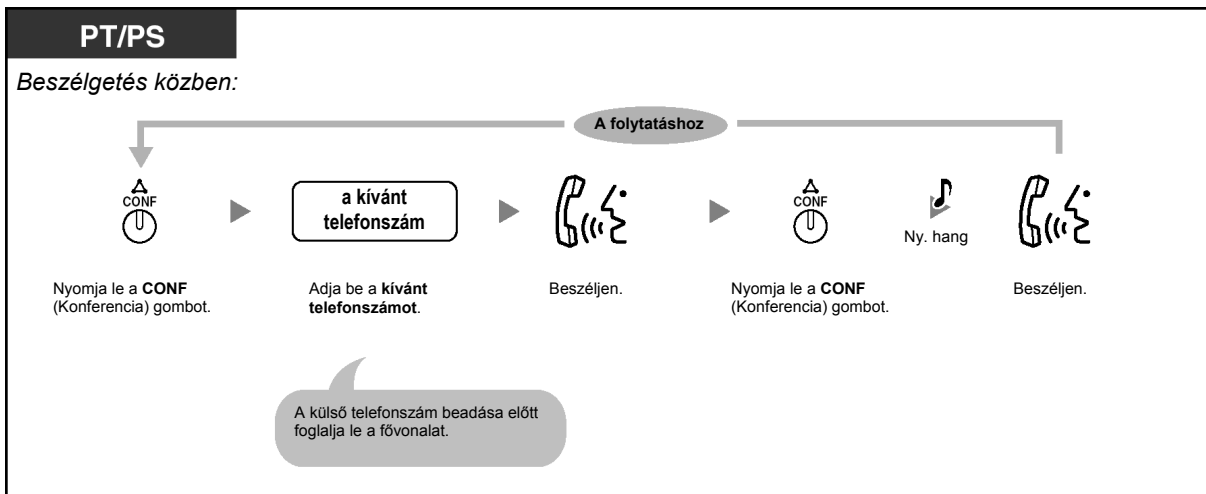 PT/PS
Beszélgetés közben:
A folytatáshoz
CONF
a kívánt
telefonszám
CONF
Ny. hang
Nyomja le a CONF
(Konferencia) gombot.
Adja be a kívánt
telefonszámot.
Beszéljen.
Nyomja le a CONF
(Konferencia) gombot.
Beszéljen.
A külső telefonszám beadása előtt
foglalja le a fővonalat.